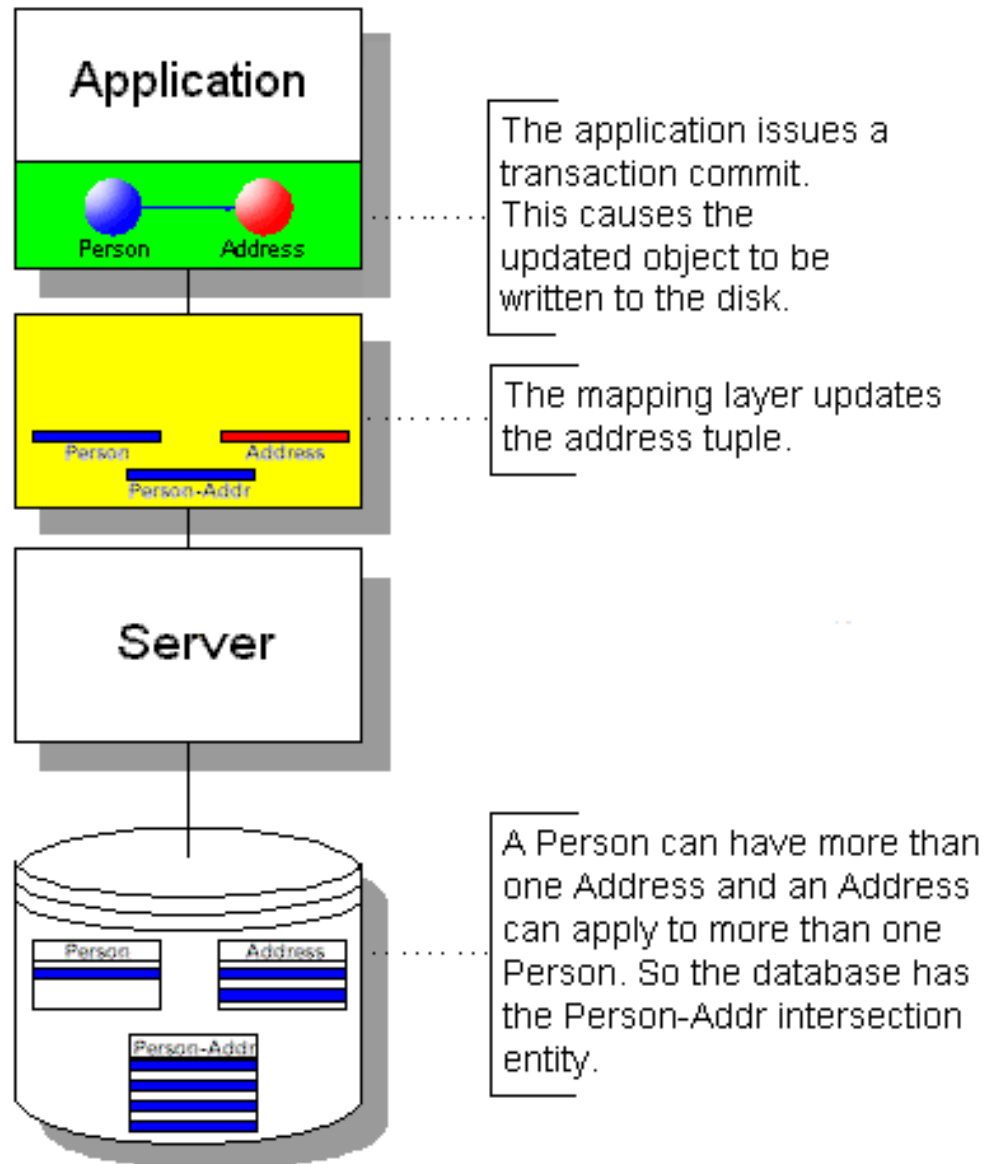 Application
Person
Address
The application issues a
transaction commit.
This causes the
updated object to be
written to the disk.
Person
Address
Person-Addr
The mapping layer updates
the address tuple.
Server
Person
Address
Person-Addr
A Person can have more than
one Address and an Address
can apply to more than one
Person. So the database has
the Person-Addr intersection
entity.